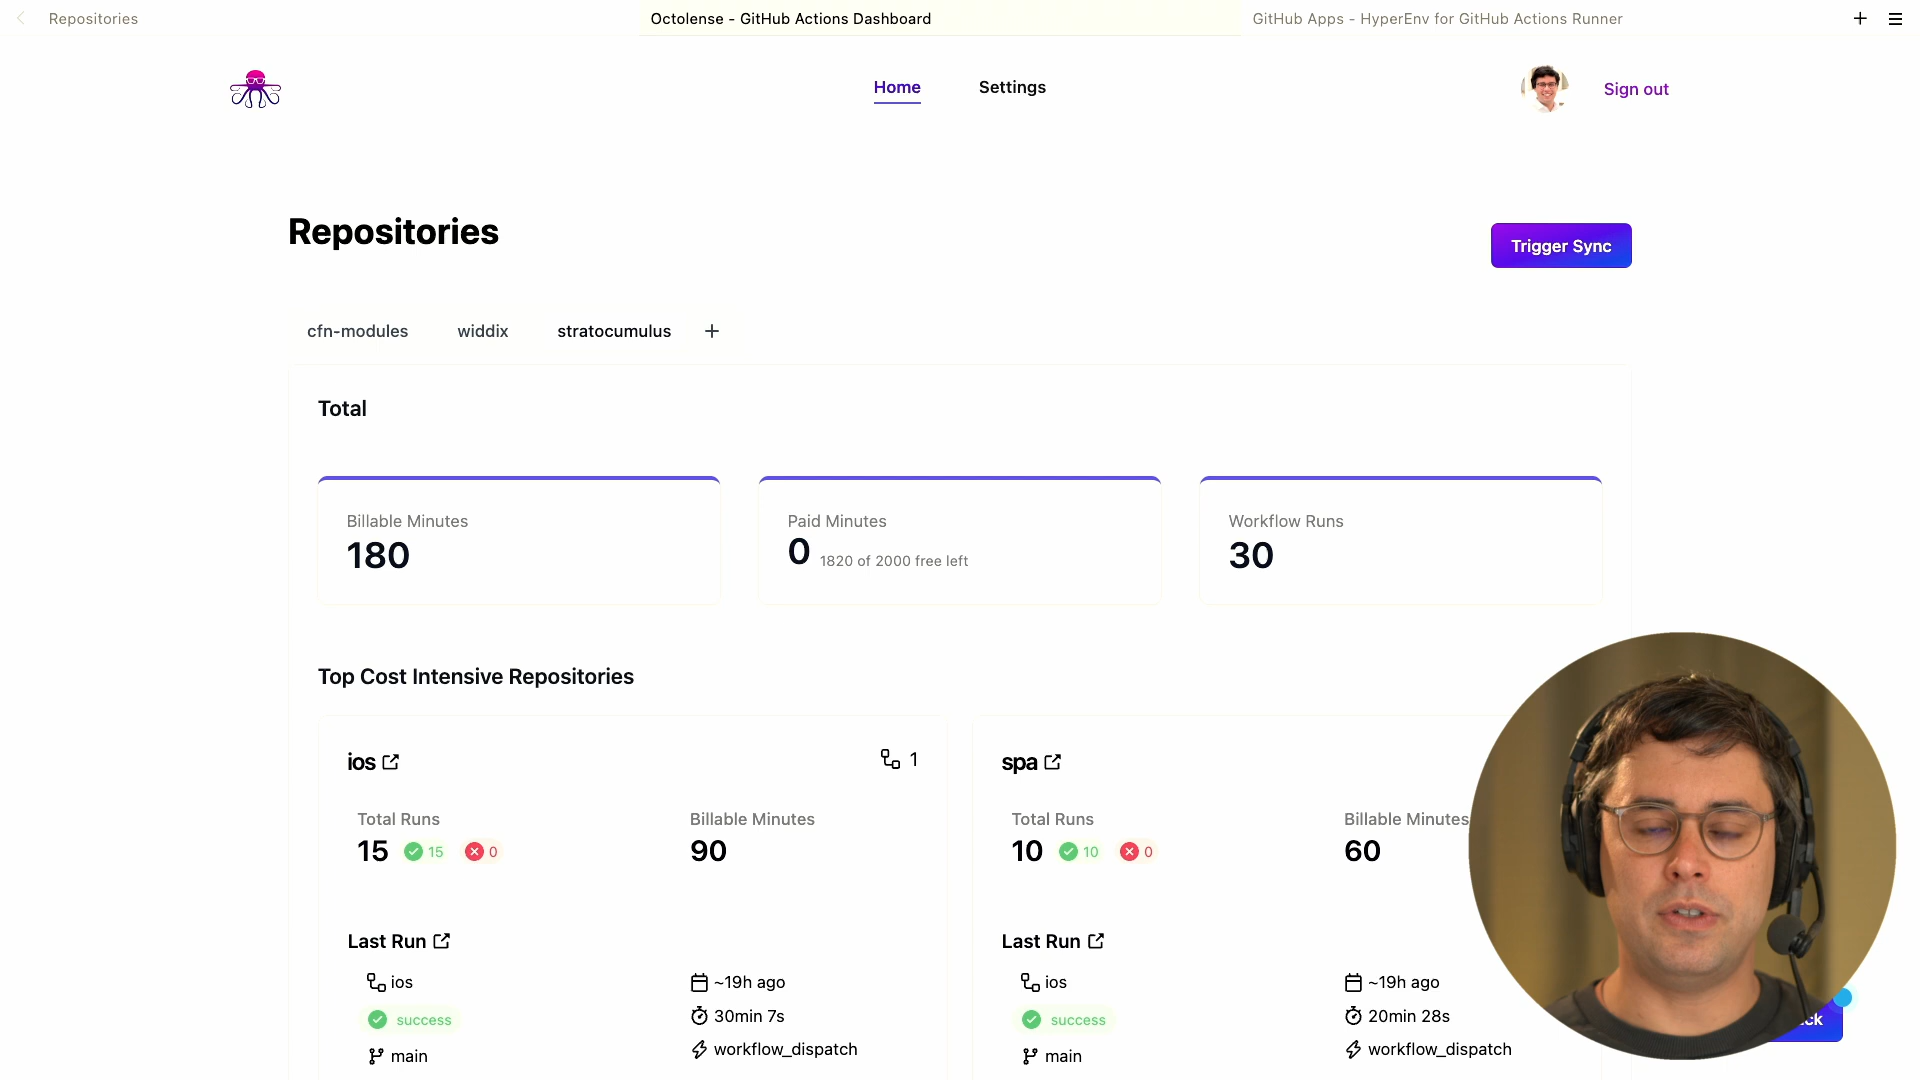 Repositories
Octolense - GitHub Actions Dashboard
GitHub Apps - HyperEnv for GitHub Actions Runner
Home
Settings
Sign out
Repositories
Trigger Sync
cfn-modules
widdix
stratocumulus
Total
Billable Minutes
180
Paid Minutes
0 1820 of 2000 free left
Workflow Runs
30
Top Cost Intensive Repositories
ios
1
Total Runs
15 15 0
Billable Minutes
90
Last Run
ios
~19h ago
success
30min 7s
main
workflow_dispatch
spa
Total Runs
10 10 0
Billable Minutes
60
Last Run
ios
~19h ago
success
20min 28s
main
workflow_dispatch